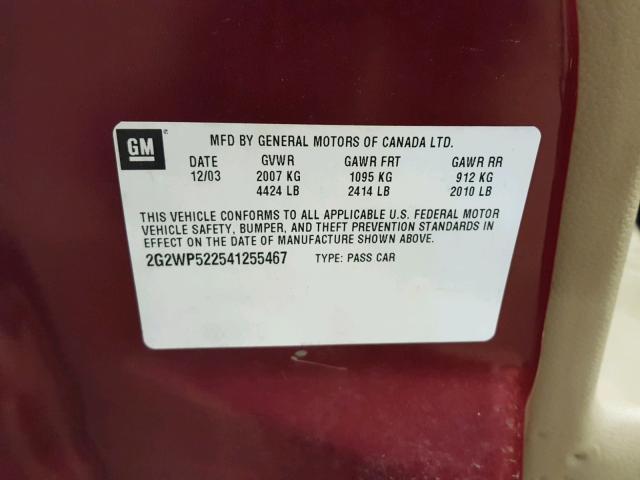 GM ® MFD BY GENERAL MOTORS OF CANADA LTD.
DATE GVWR GAWR FRT GAWR RR
12/03 2007 KG 1095 KG 912 KG
4424 LB 2414 LB 2010 LB
THIS VEHICLE CONFORMS TO ALL APPLICABLE U.S. FEDERAL MOTOR
VEHICLE SAFETY, BUMPER, AND THEFT PREVENTION STANDARDS IN
EFFECT ON THE DATE OF MANUFACTURE SHOWN ABOVE.
2G2WP522541255467 TYPE: PASS CAR